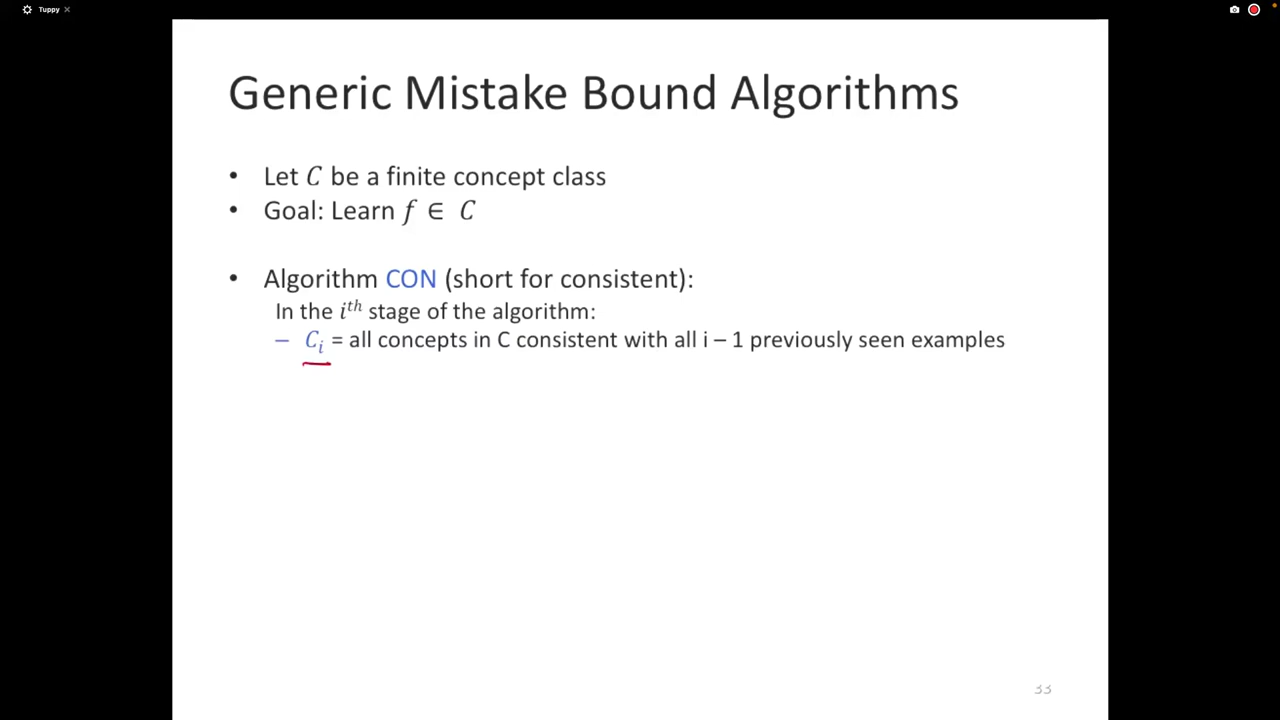 Tuppy ×
Generic Mistake Bound Algorithms
• Let C be a finite concept class
• Goal: Learn f ∈ C
• Algorithm CON (short for consistent):
In the iᵗʰ stage of the algorithm:
– Cᵢ = all concepts in C consistent with all i – 1 previously seen examples
33